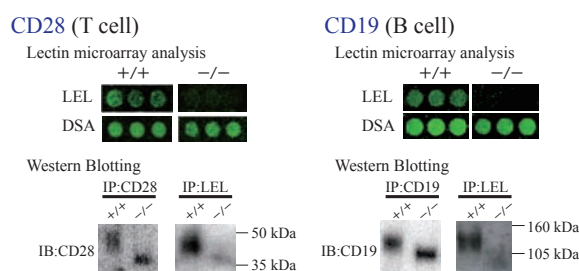 CD28 (T cell)
Lectin microarray analysis
+/+ −/−
LEL
DSA
Western Blotting
IP:CD28 IP:LEL
+/+ −/− +/+ −/−
IB:CD28
50 kDa
35 kDa
CD19 (B cell)
Lectin microarray analysis
+/+ −/−
LEL
DSA
Western Blotting
IP:CD19 IP:LEL
+/+ −/− +/+ −/−
IB:CD19
160 kDa
105 kDa